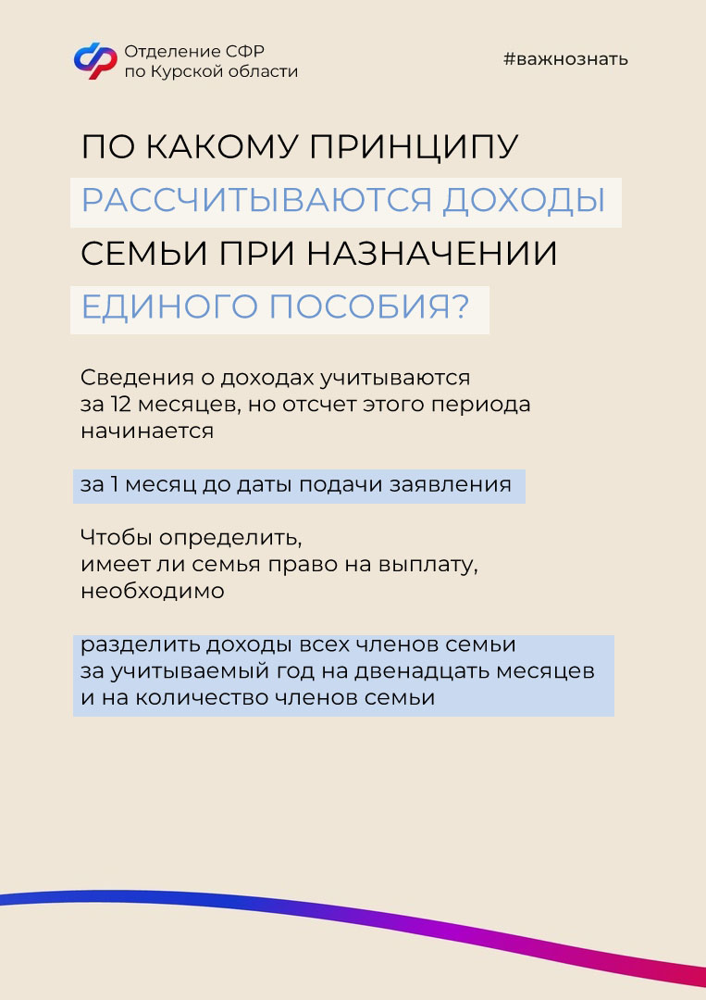 Отделение СФР
по Курской области
#важнознать
ПО КАКОМУ ПРИНЦИПУ
РАССЧИТЫВАЮТСЯ ДОХОДЫ
СЕМЬИ ПРИ НАЗНАЧЕНИИ
ЕДИНОГО ПОСОБИЯ?
Сведения о доходах учитываются
за 12 месяцев, но отсчет этого периода
начинается
за 1 месяц до даты подачи заявления
Чтобы определить,
имеет ли семья право на выплату,
необходимо
разделить доходы всех членов семьи
за учитываемый год на двенадцать месяцев
и на количество членов семьи